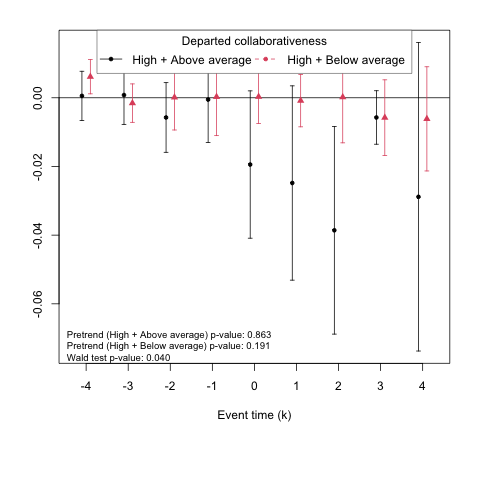 Departed collaborativeness
High + Above average High + Below average
0.00
-0.02
-0.04
-0.06
Pretrend (High + Above average) p-value: 0.863
Pretrend (High + Below average) p-value: 0.191
Wald test p-value: 0.040
-4 -3 -2 -1 0 1 2 3 4
Event time (k)